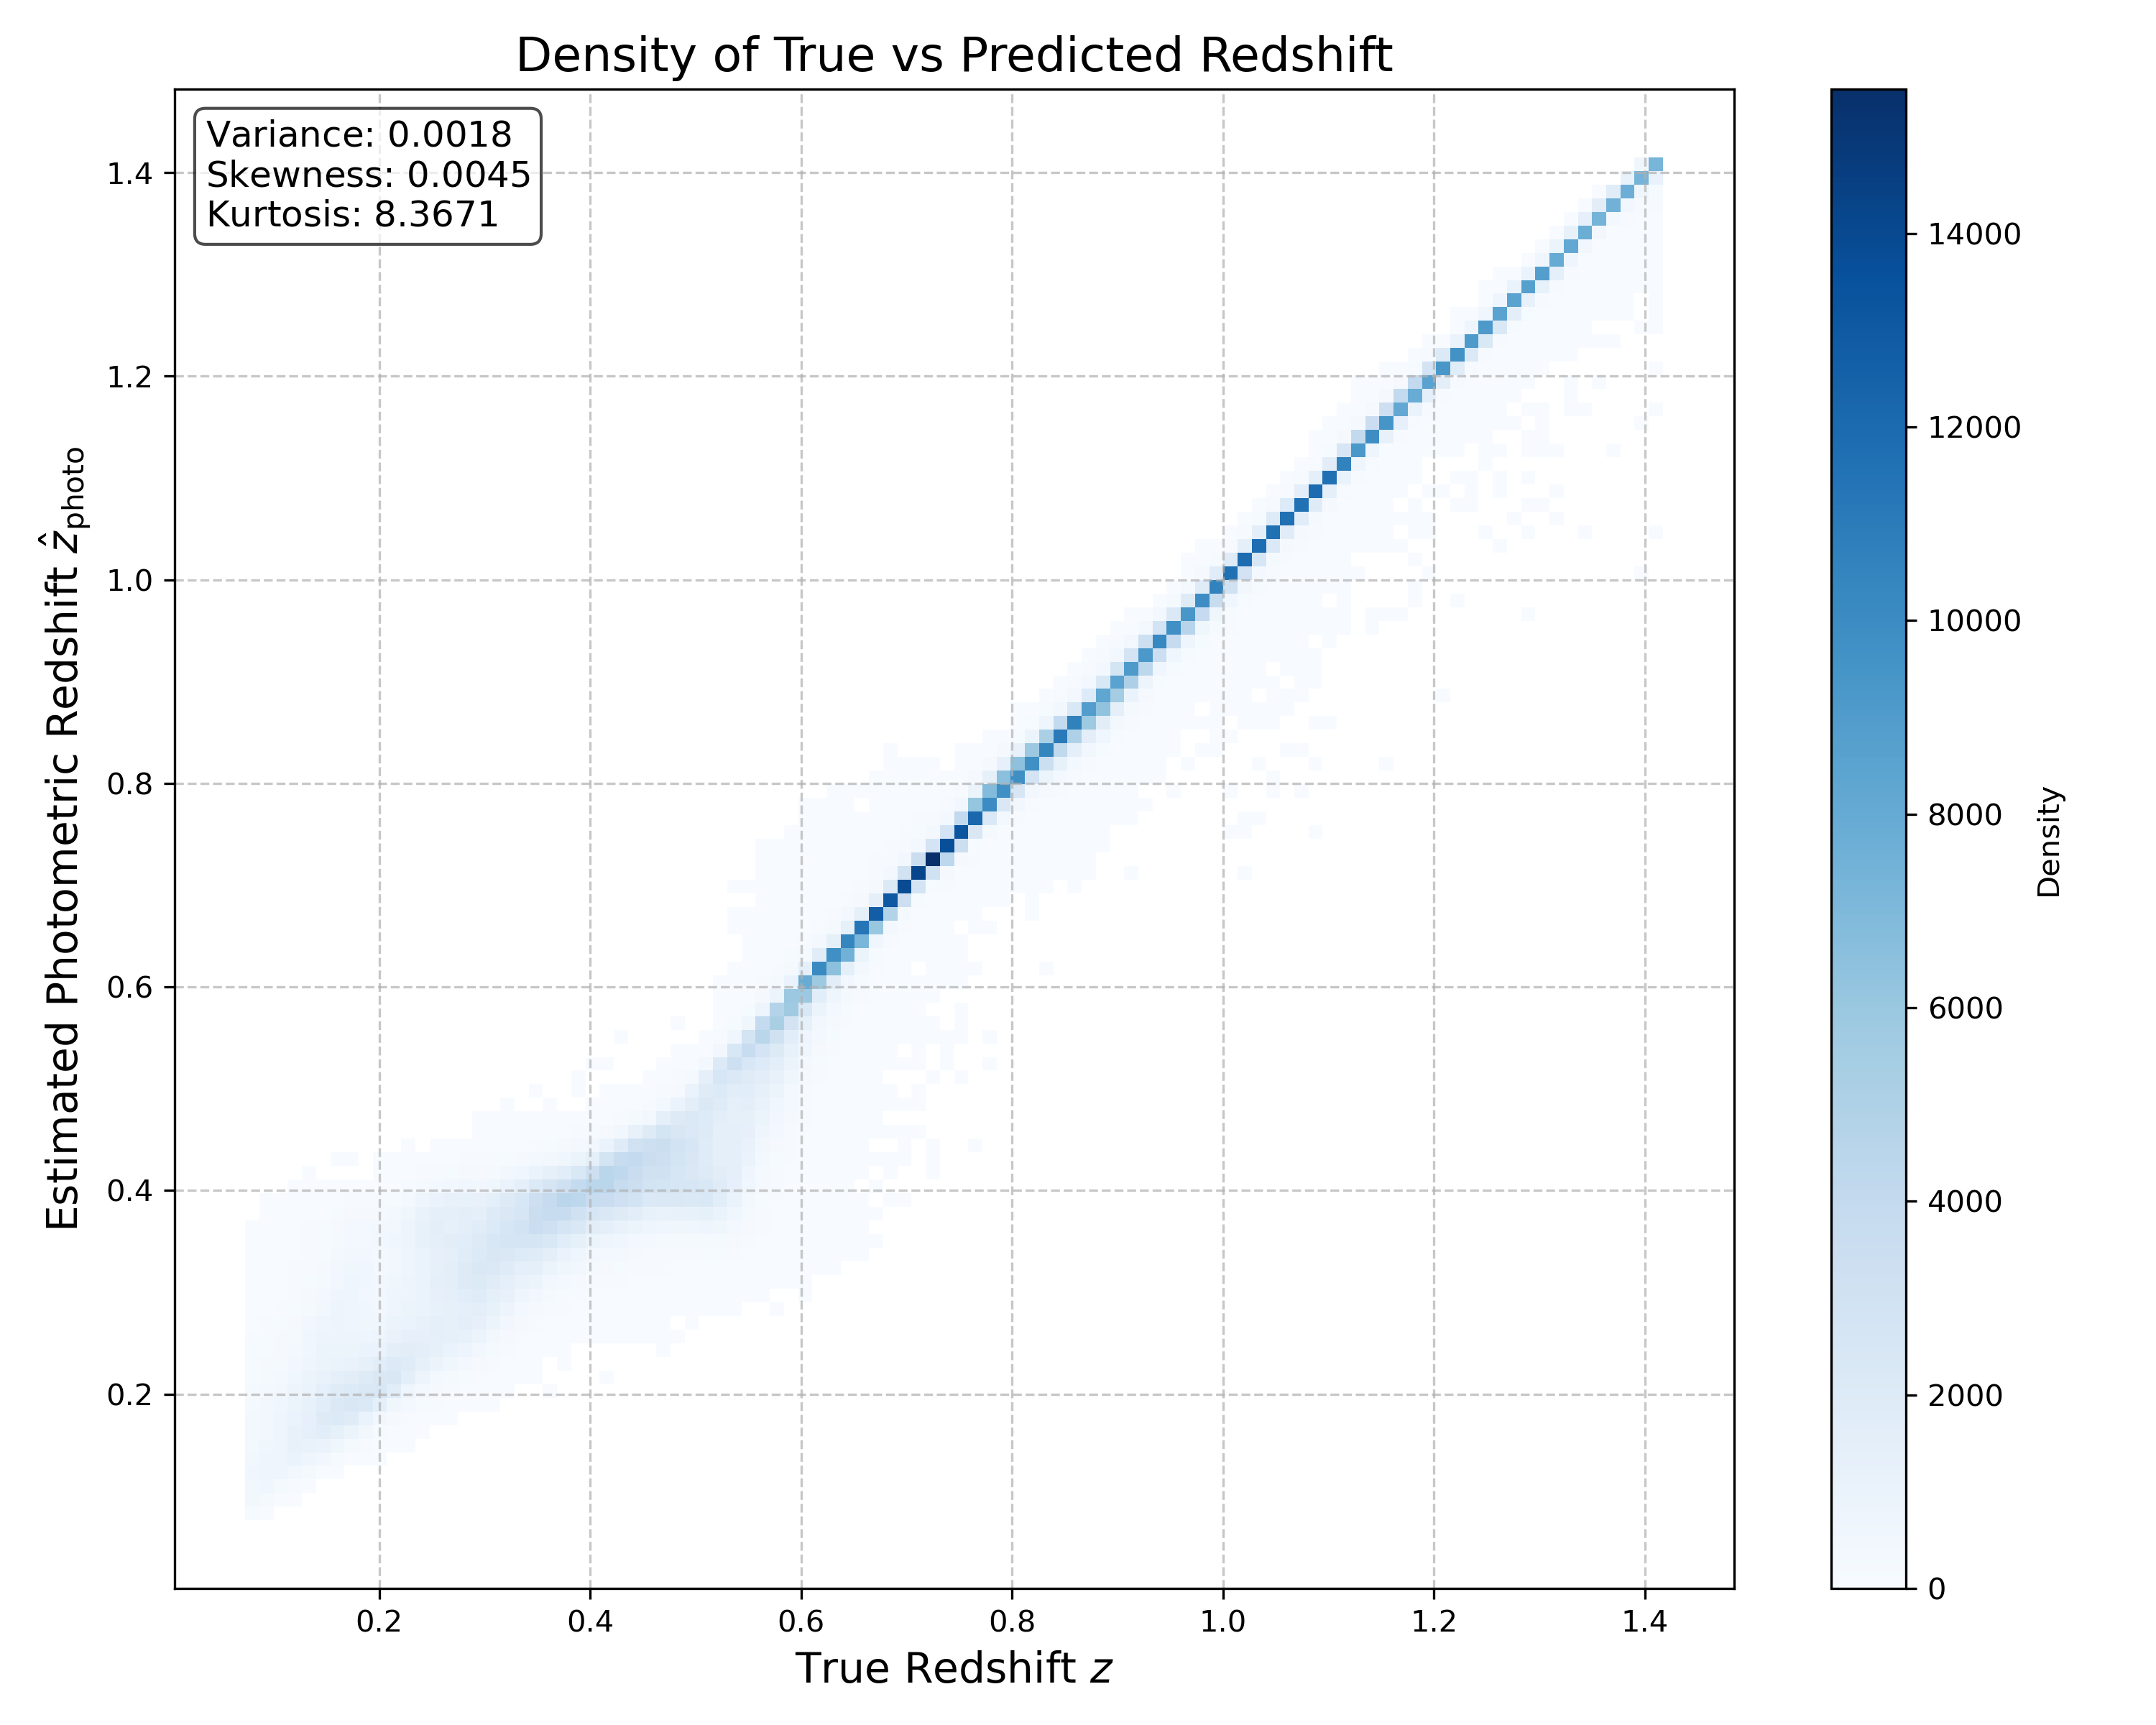 Density of True vs Predicted Redshift
Variance: 0.0018
Skewness: 0.0045
Kurtosis: 8.3671
Estimated Photometric Redshift ẑphoto
1.4
1.2
1.0
0.8
0.6
0.4
0.2
0.2 0.4 0.6 0.8 1.0 1.2 1.4
True Redshift z
14000
12000
10000
8000
6000
4000
2000
0
Density